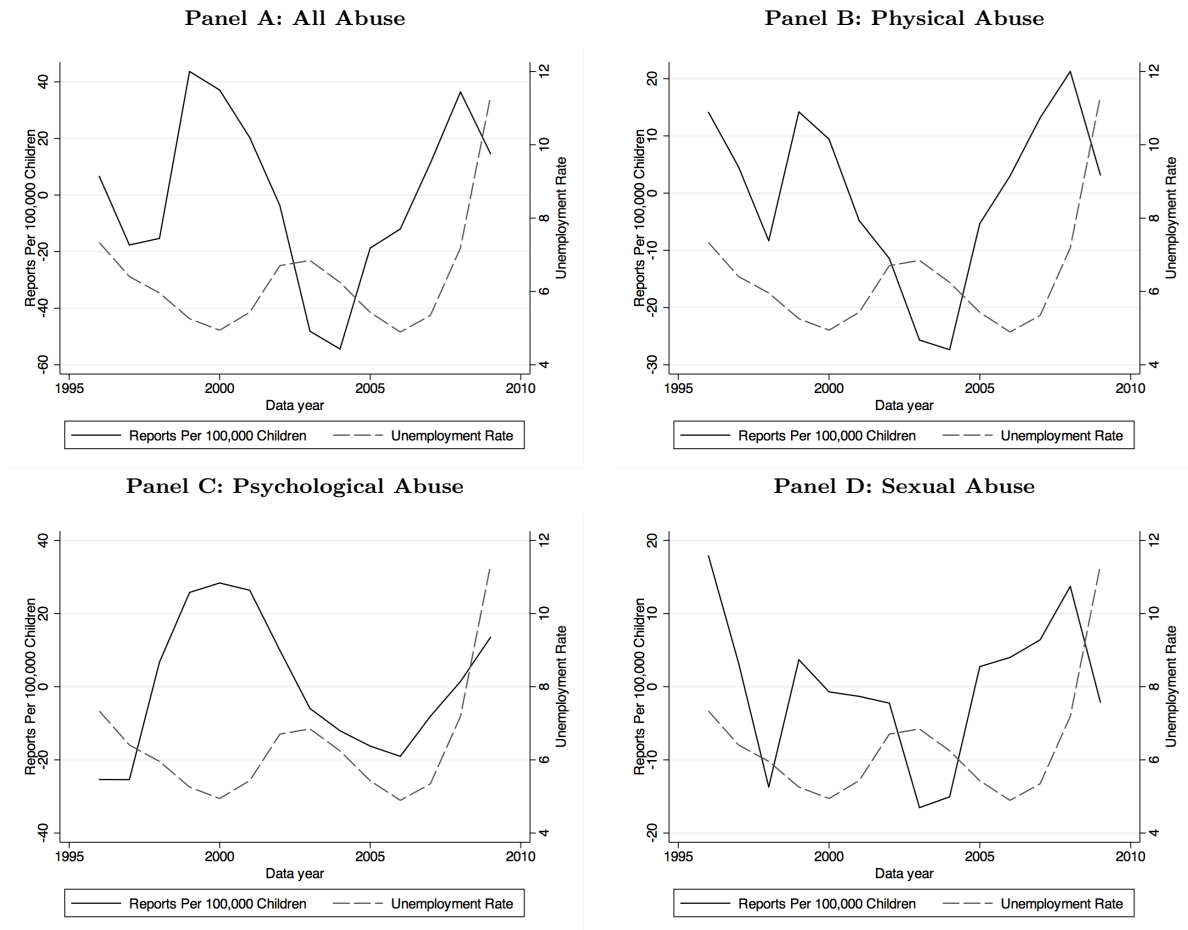 Panel A: All Abuse
Reports Per 100,000 Children
-60 -40 -20 0 20 40
4 6 8 10 12
Unemployment Rate
1995 2000 2005 2010
Data year
Reports Per 100,000 Children Unemployment Rate
Panel B: Physical Abuse
Reports Per 100,000 Children
-30 -20 -10 0 10 20
4 6 8 10 12
Unemployment Rate
1995 2000 2005 2010
Data year
Reports Per 100,000 Children Unemployment Rate
Panel C: Psychological Abuse
Reports Per 100,000 Children
-40 -20 0 20 40
4 6 8 10 12
Unemployment Rate
1995 2000 2005 2010
Data year
Reports Per 100,000 Children Unemployment Rate
Panel D: Sexual Abuse
Reports Per 100,000 Children
-20 -10 0 10 20
4 6 8 10 12
Unemployment Rate
1995 2000 2005 2010
Data year
Reports Per 100,000 Children Unemployment Rate